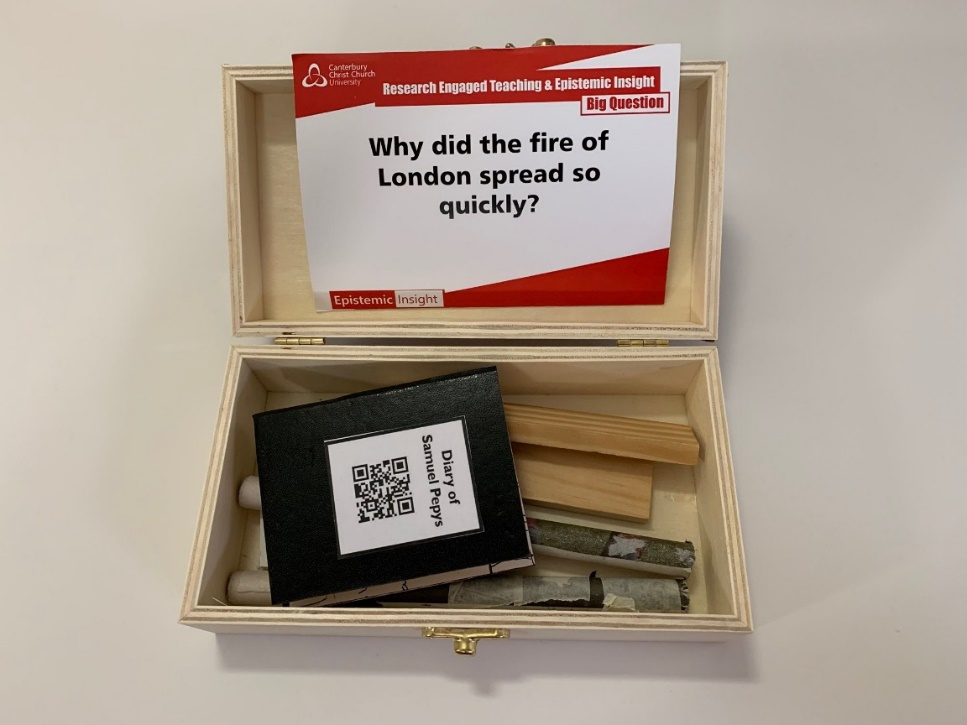 Canterbury
Christ Church
University
Research Engaged Teaching & Epistemic Insight
Big Question
Why did the fire of
London spread so
quickly?
Epistemic Insight
Diary of
Samuel Pepys